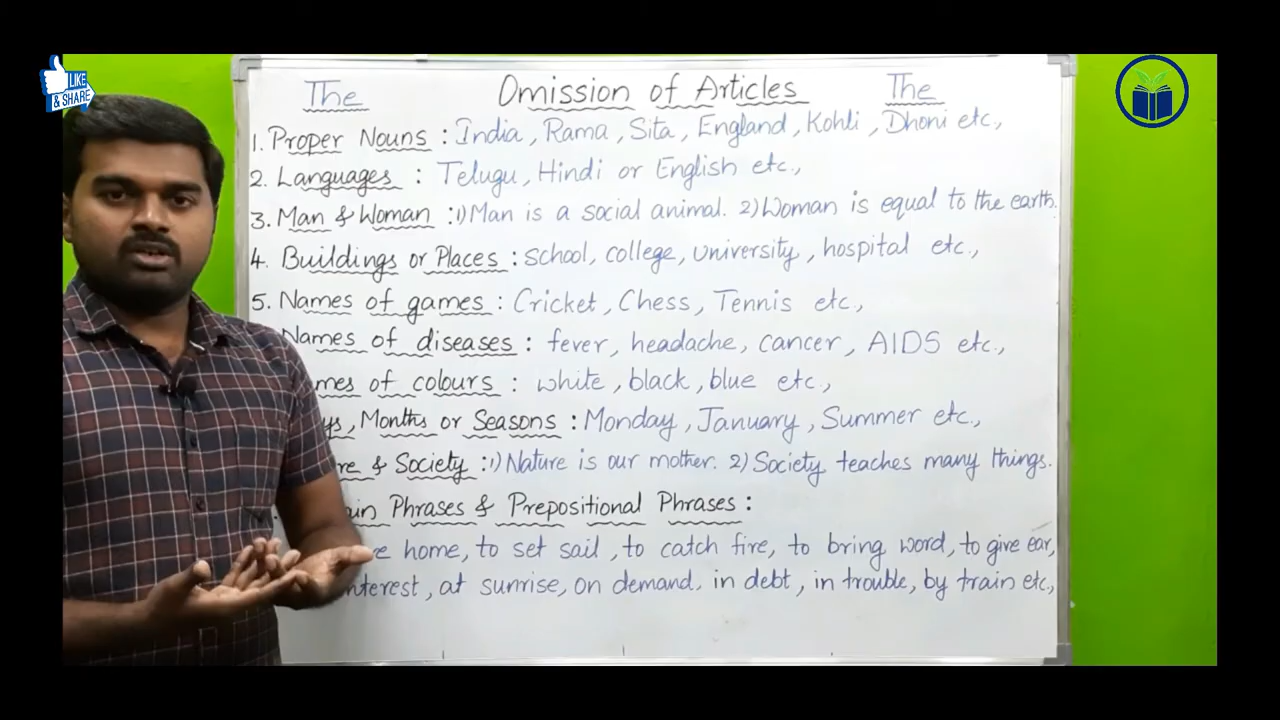 LIKE
& SHARE
The Omission of Articles The
1. Proper Nouns : India, Rama, Sita, England, Kohli, Dhoni etc.,
2. Languages : Telugu, Hindi or English etc.,
3. Man & Woman : 1) Man is a social animal. 2) Woman is equal to the earth.
4. Buildings or Places : school, college, university, hospital etc.,
5. Names of games : Cricket, Chess, Tennis etc.,
Names of diseases : fever, headache, cancer, AIDS etc.,
of colours : white, black, blue etc.,
Months or Seasons : Monday, January, Summer etc.,
& Society : 1) Nature is our mother. 2) Society teaches many things.
Phrases & Prepositional Phrases :
home, to set sail, to catch fire, to bring word, to give ear,
at sunrise, on demand, in debt, in trouble, by train etc,